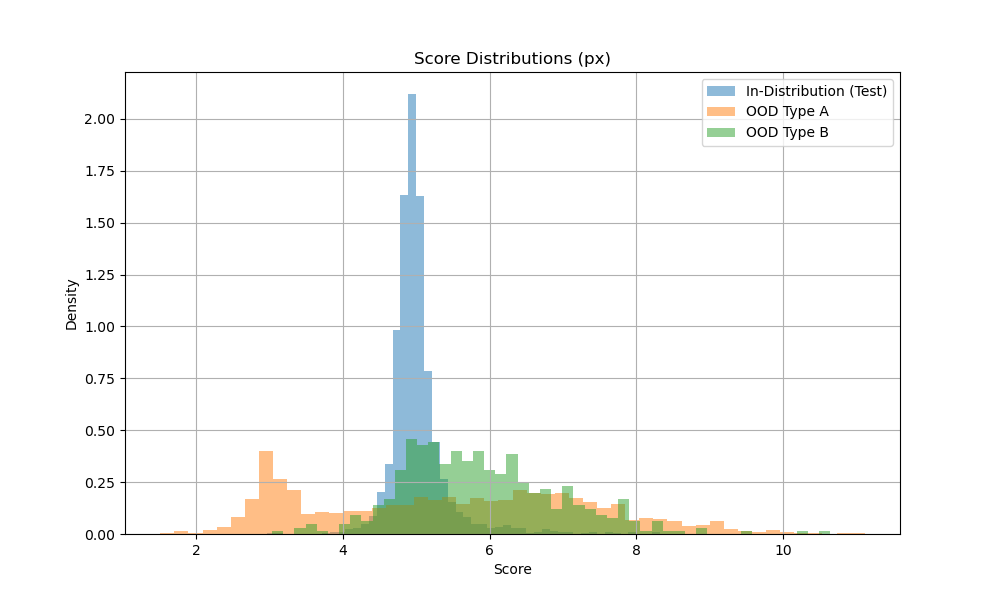 Score Distributions (px)
In-Distribution (Test)
OOD Type A
OOD Type B
Density
2.00
1.75
1.50
1.25
1.00
0.75
0.50
0.25
0.00
2 4 6 8 10
Score